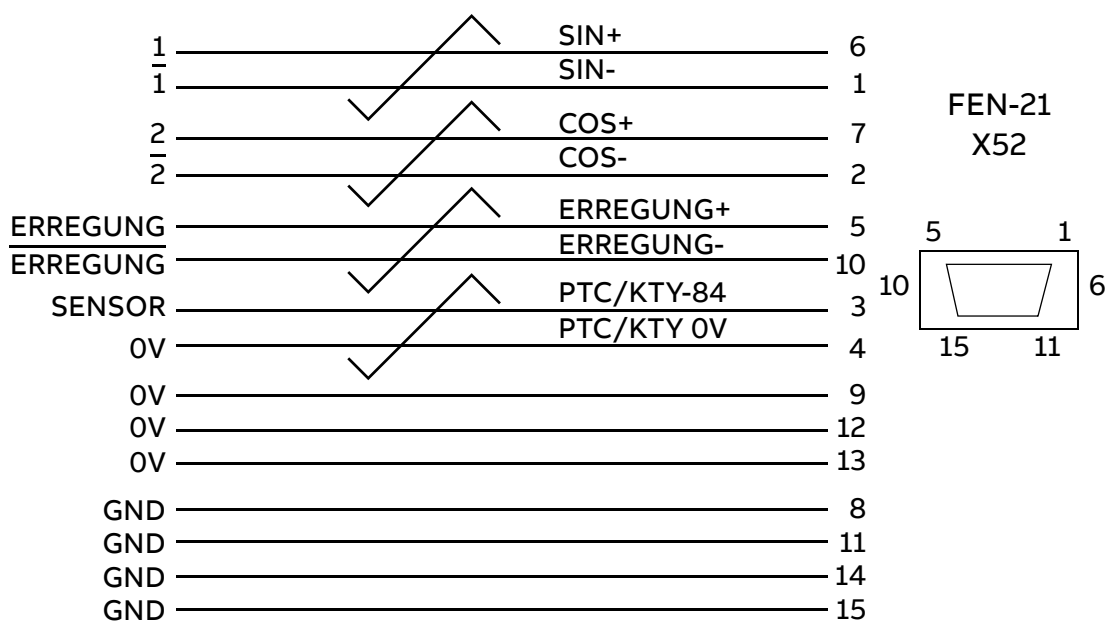 1 SIN+ 6
1 SIN- 1
2 COS+ 7
2 COS- 2
ERREGUNG ERREGUNG+ 5
ERREGUNG ERREGUNG- 10
SENSOR PTC/KTY-84 3
0V PTC/KTY 0V 4
0V 9
0V 12
0V 13
GND 8
GND 11
GND 14
GND 15
FEN-21
X52
5 1
10 6
15 11